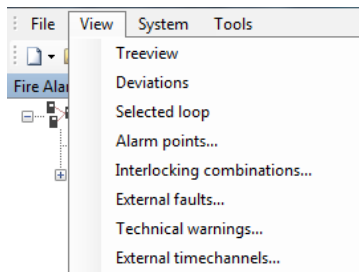 File View System Tools
Treeview
Fire Ala
Deviations
Selected loop
Alarm points...
Interlocking combinations...
External faults...
Technical warnings...
External timechannels...